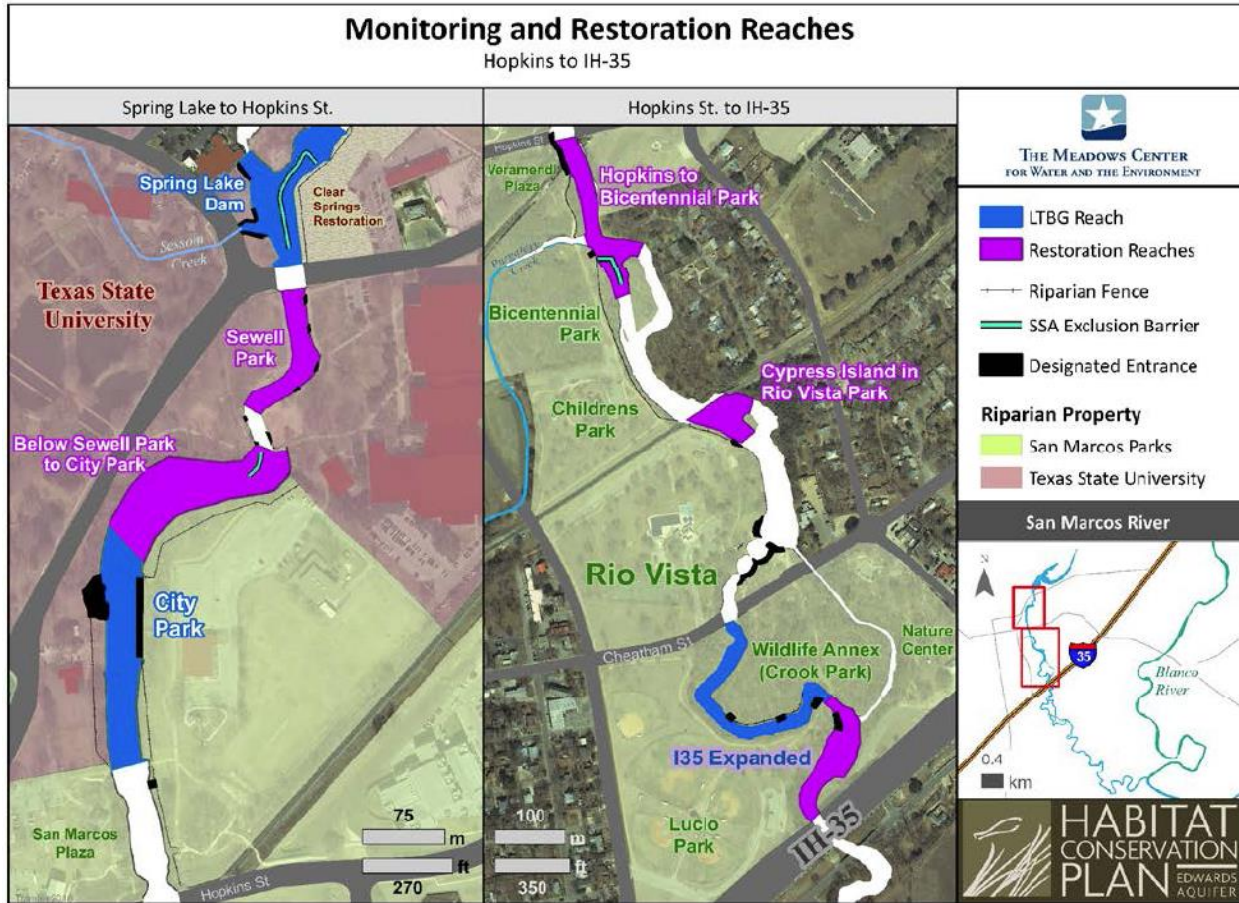 Monitoring and Restoration Reaches
Hopkins to IH-35
Spring Lake to Hopkins St.
Spring Lake
Dam
Clear
Springs
Restoration
Sessom
Creek
Texas State
University
Sewell
Park
Below Sewell Park
to City Park
City
Park
San Marcos
Plaza
Hopkins St
75
m
ft
270
Hopkins St. to IH-35
Hopkins St
Veramendi
Plaza
Hopkins to
Bicentennial Park
Creek
Bicentennial
Park
Cypress Island in
Rio Vista Park
Childrens
Park
Rio Vista
Cheatham St
Wildlife Annex
(Crook Park)
Nature
Center
I35 Expanded
Lucio
Park
IH-35
100
m
ft
350
THE MEADOWS CENTER
FOR WATER AND THE ENVIRONMENT
LTBG Reach
Restoration Reaches
Riparian Fence
SSA Exclusion Barrier
Designated Entrance
Riparian Property
San Marcos Parks
Texas State University
San Marcos River
N
35
Blanco
River
0.4
km
HABITAT
CONSERVATION
PLAN
EDWARDS
AQUIFER